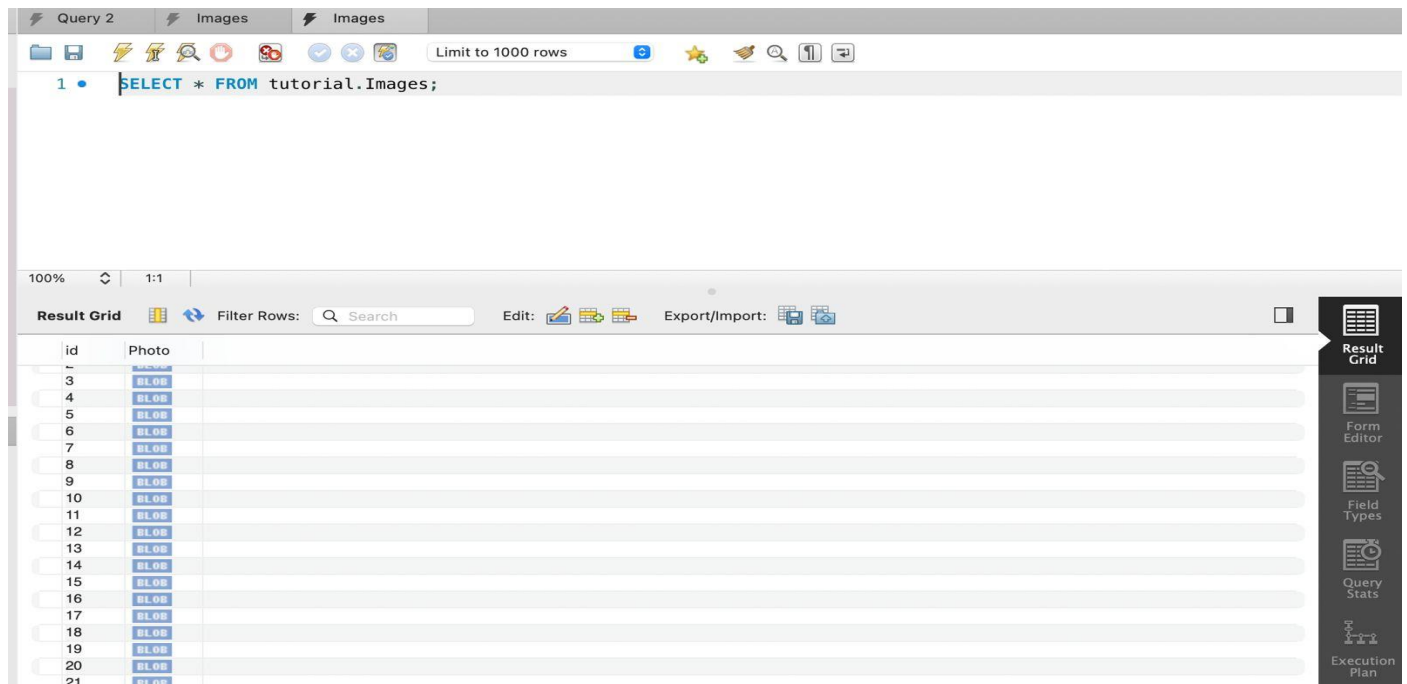 Query 2 Images Images
Limit to 1000 rows
1 SELECT * FROM tutorial.Images;
100% 1:1
Result Grid Filter Rows: Search Edit: Export/Import:
Result
Grid
id Photo
3 BLOB
4 BLOB
5 BLOB
6 BLOB
7 BLOB
8 BLOB
9 BLOB
10 BLOB
11 BLOB
12 BLOB
13 BLOB
14 BLOB
15 BLOB
16 BLOB
17 BLOB
18 BLOB
19 BLOB
20 BLOB
21 BLOB
Form
Editor
Field
Types
Query
Stats
Execution
Plan